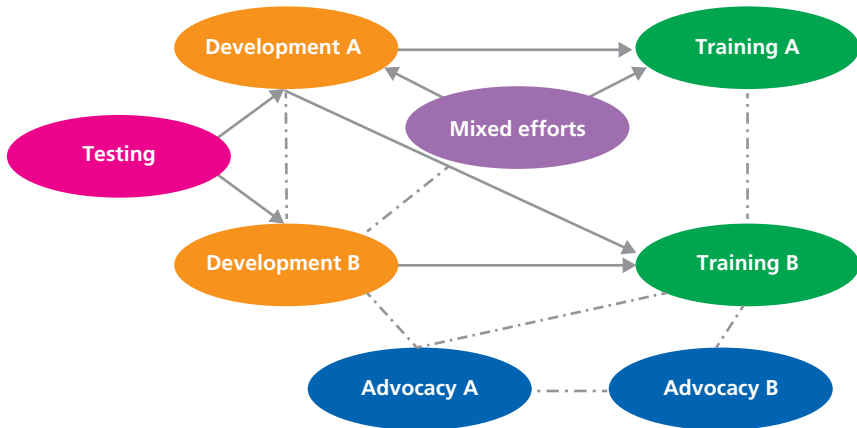 Development A
Training A
Mixed efforts
Testing
Development B
Training B
Advocacy A
Advocacy B